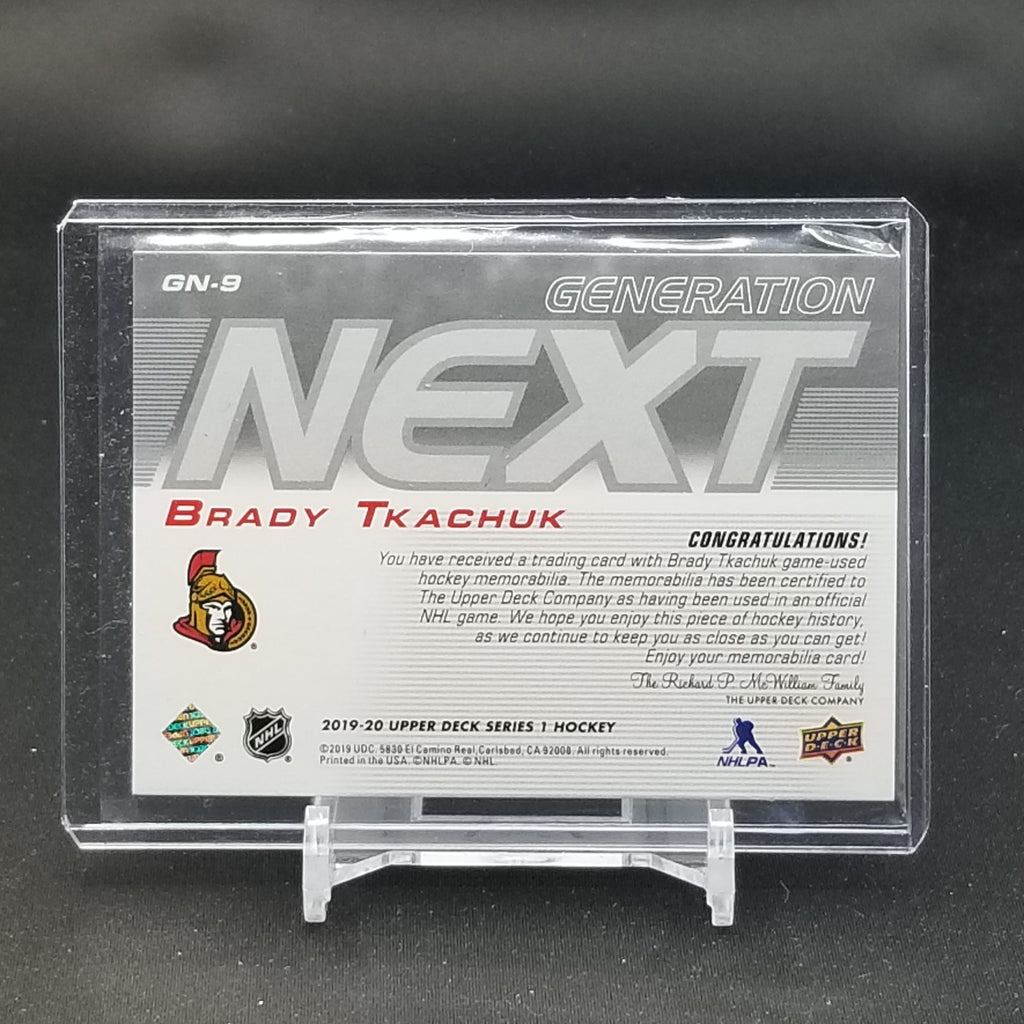 GN-9
GENERATION
NEXT
BRADY TKACHUK
CONGRATULATIONS!
You have received a trading card with Brady Tkachuk game-used
hockey memorabilia. The memorabilia has been certified to
The Upper Deck Company as having been used in an official
NHL game. We hope you enjoy this piece of hockey history,
as we continue to keep you as close as you can get!
Enjoy your memorabilia card!
The Richard P. McWilliam Family
THE UPPER DECK COMPANY
NHL
2019-20 UPPER DECK SERIES 1 HOCKEY
©2019 UDC. 5830 El Camino Real, Carlsbad, CA 92008. All rights reserved.
Printed in the USA. ©NHLPA. © NHL.
NHLPA™
UPPER
DECK